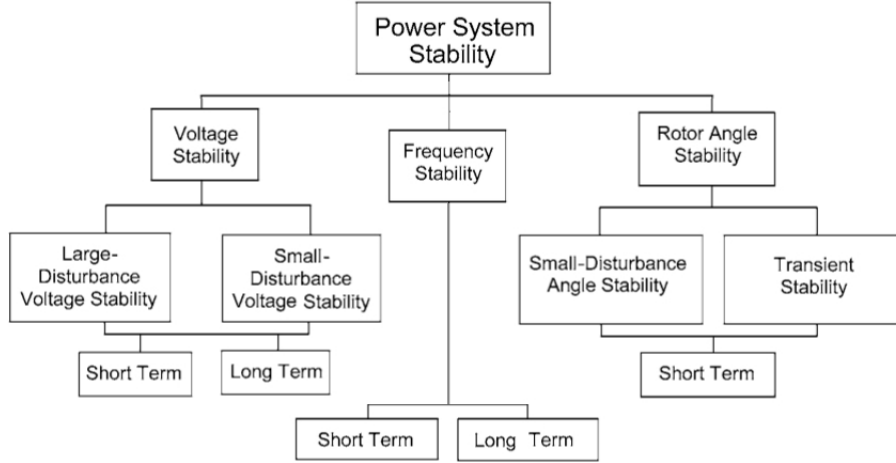 Power System
Stability
Voltage
Stability
Frequency
Stability
Rotor Angle
Stability
Large-
Disturbance
Voltage Stability
Small-
Disturbance
Voltage Stability
Small-Disturbance
Angle Stability
Transient
Stability
Short Term
Long Term
Short Term
Short Term
Long Term